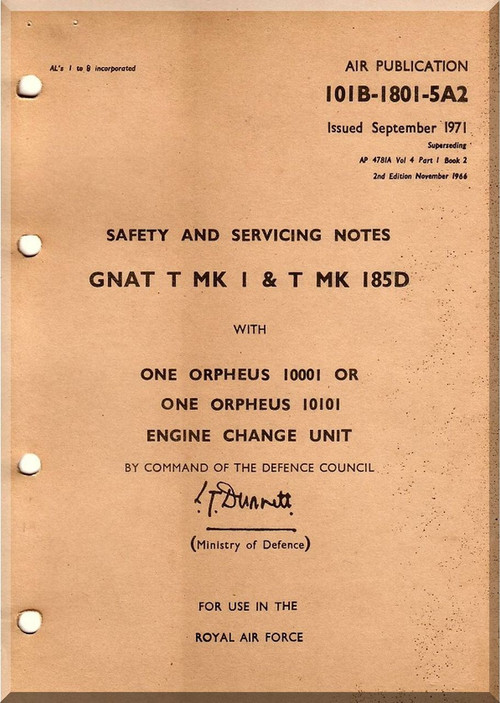 AL's 1 to 8 incorporated
AIR PUBLICATION
101B-1801-5A2
Issued September 1971
Superseding
AP 4781A Vol 4 Part 1 Book 2
2nd Edition November 1966
SAFETY AND SERVICING NOTES
GNAT T MK 1 & T MK 185D
WITH
ONE ORPHEUS 10001 OR
ONE ORPHEUS 10101
ENGINE CHANGE UNIT
BY COMMAND OF THE DEFENCE COUNCIL
J.T. Dunnett
(Ministry of Defence)
FOR USE IN THE
ROYAL AIR FORCE